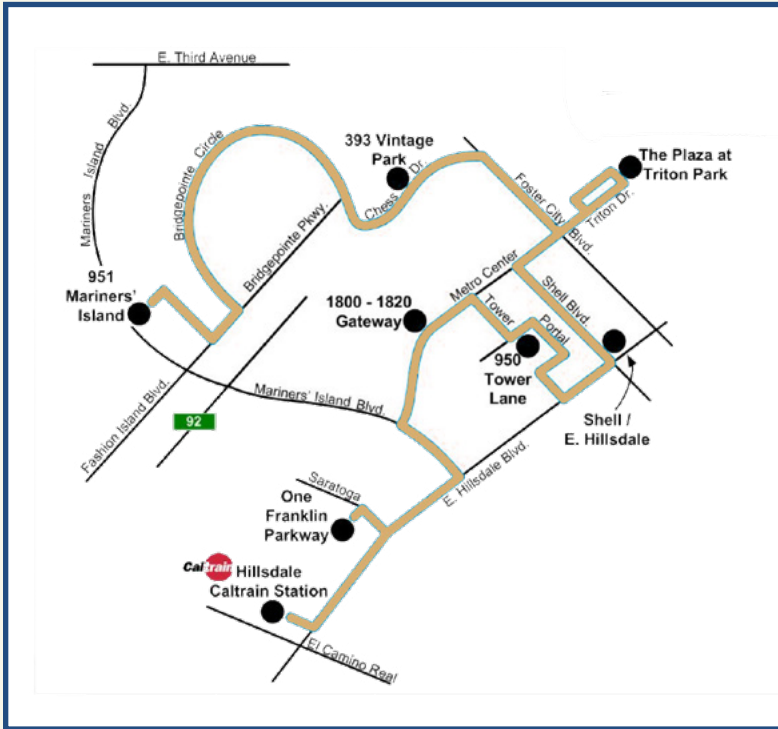 E. Third Avenue
Mariners Island Blvd.
Bridgepointe Circle
393 Vintage
Park
Chess Dr.
Foster City Blvd.
The Plaza at
Triton Park
Triton Dr.
Bridgepointe Pkwy.
951
Mariners'
Island
1800 - 1820
Gateway
Metro Center
Tower
Portal
Shell Blvd.
950
Tower
Lane
Shell /
E. Hillsdale
Fashion Island Blvd.
92
Mariners' Island Blvd.
E. Hillsdale Blvd.
Saratoga
One
Franklin
Parkway
Caltrain
Hillsdale
Caltrain Station
El Camino Real